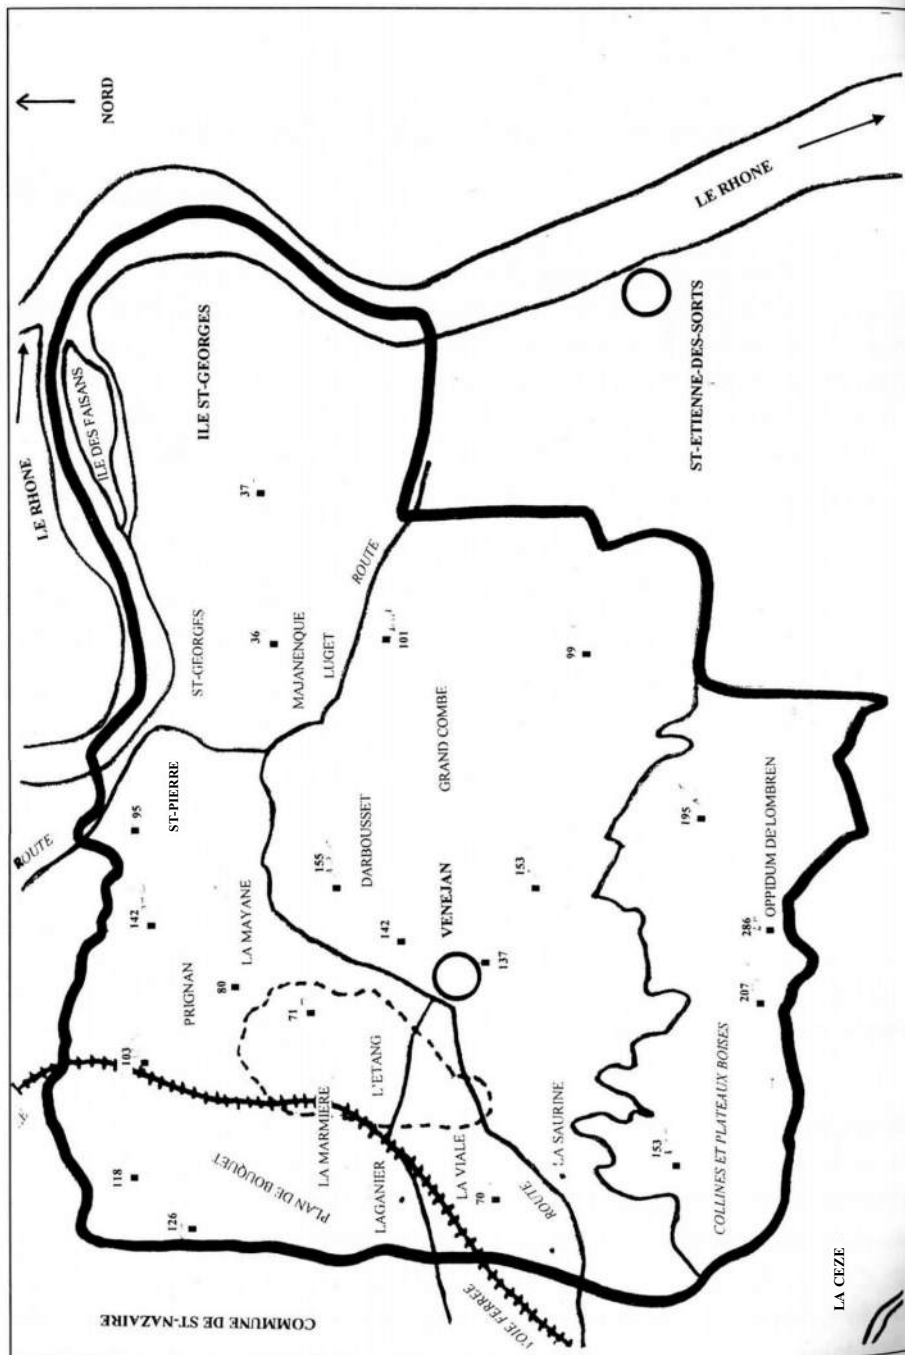 NORD
LE RHONE
LE RHONE
ILE DES FAISANS
ILE ST-GEORGES
37
ST-ETIENNE-DES-SORTS
ROUTE
ST-GEORGES
36
MAJANENQUE
LUGET
101
99
ROUTE
95
ST-PIERRE
GRAND COMBE
155
DARBOUSSET
142
LA MAYANE
VENEJAN
153
195
OPPIDUM DE LOMBREN
286
142
PRIGNAN
80
137
207
71
103
L'ETANG
LA MARMIERE
PLAN DE BOUQUET
118
LAGANIER
LA VIALE
70
ROUTE
LA SAURINE
153
COLLINES ET PLATEAUX BOISES
126
VOIE FERREE
COMMUNE DE ST-NAZAIRE
LA CEZE